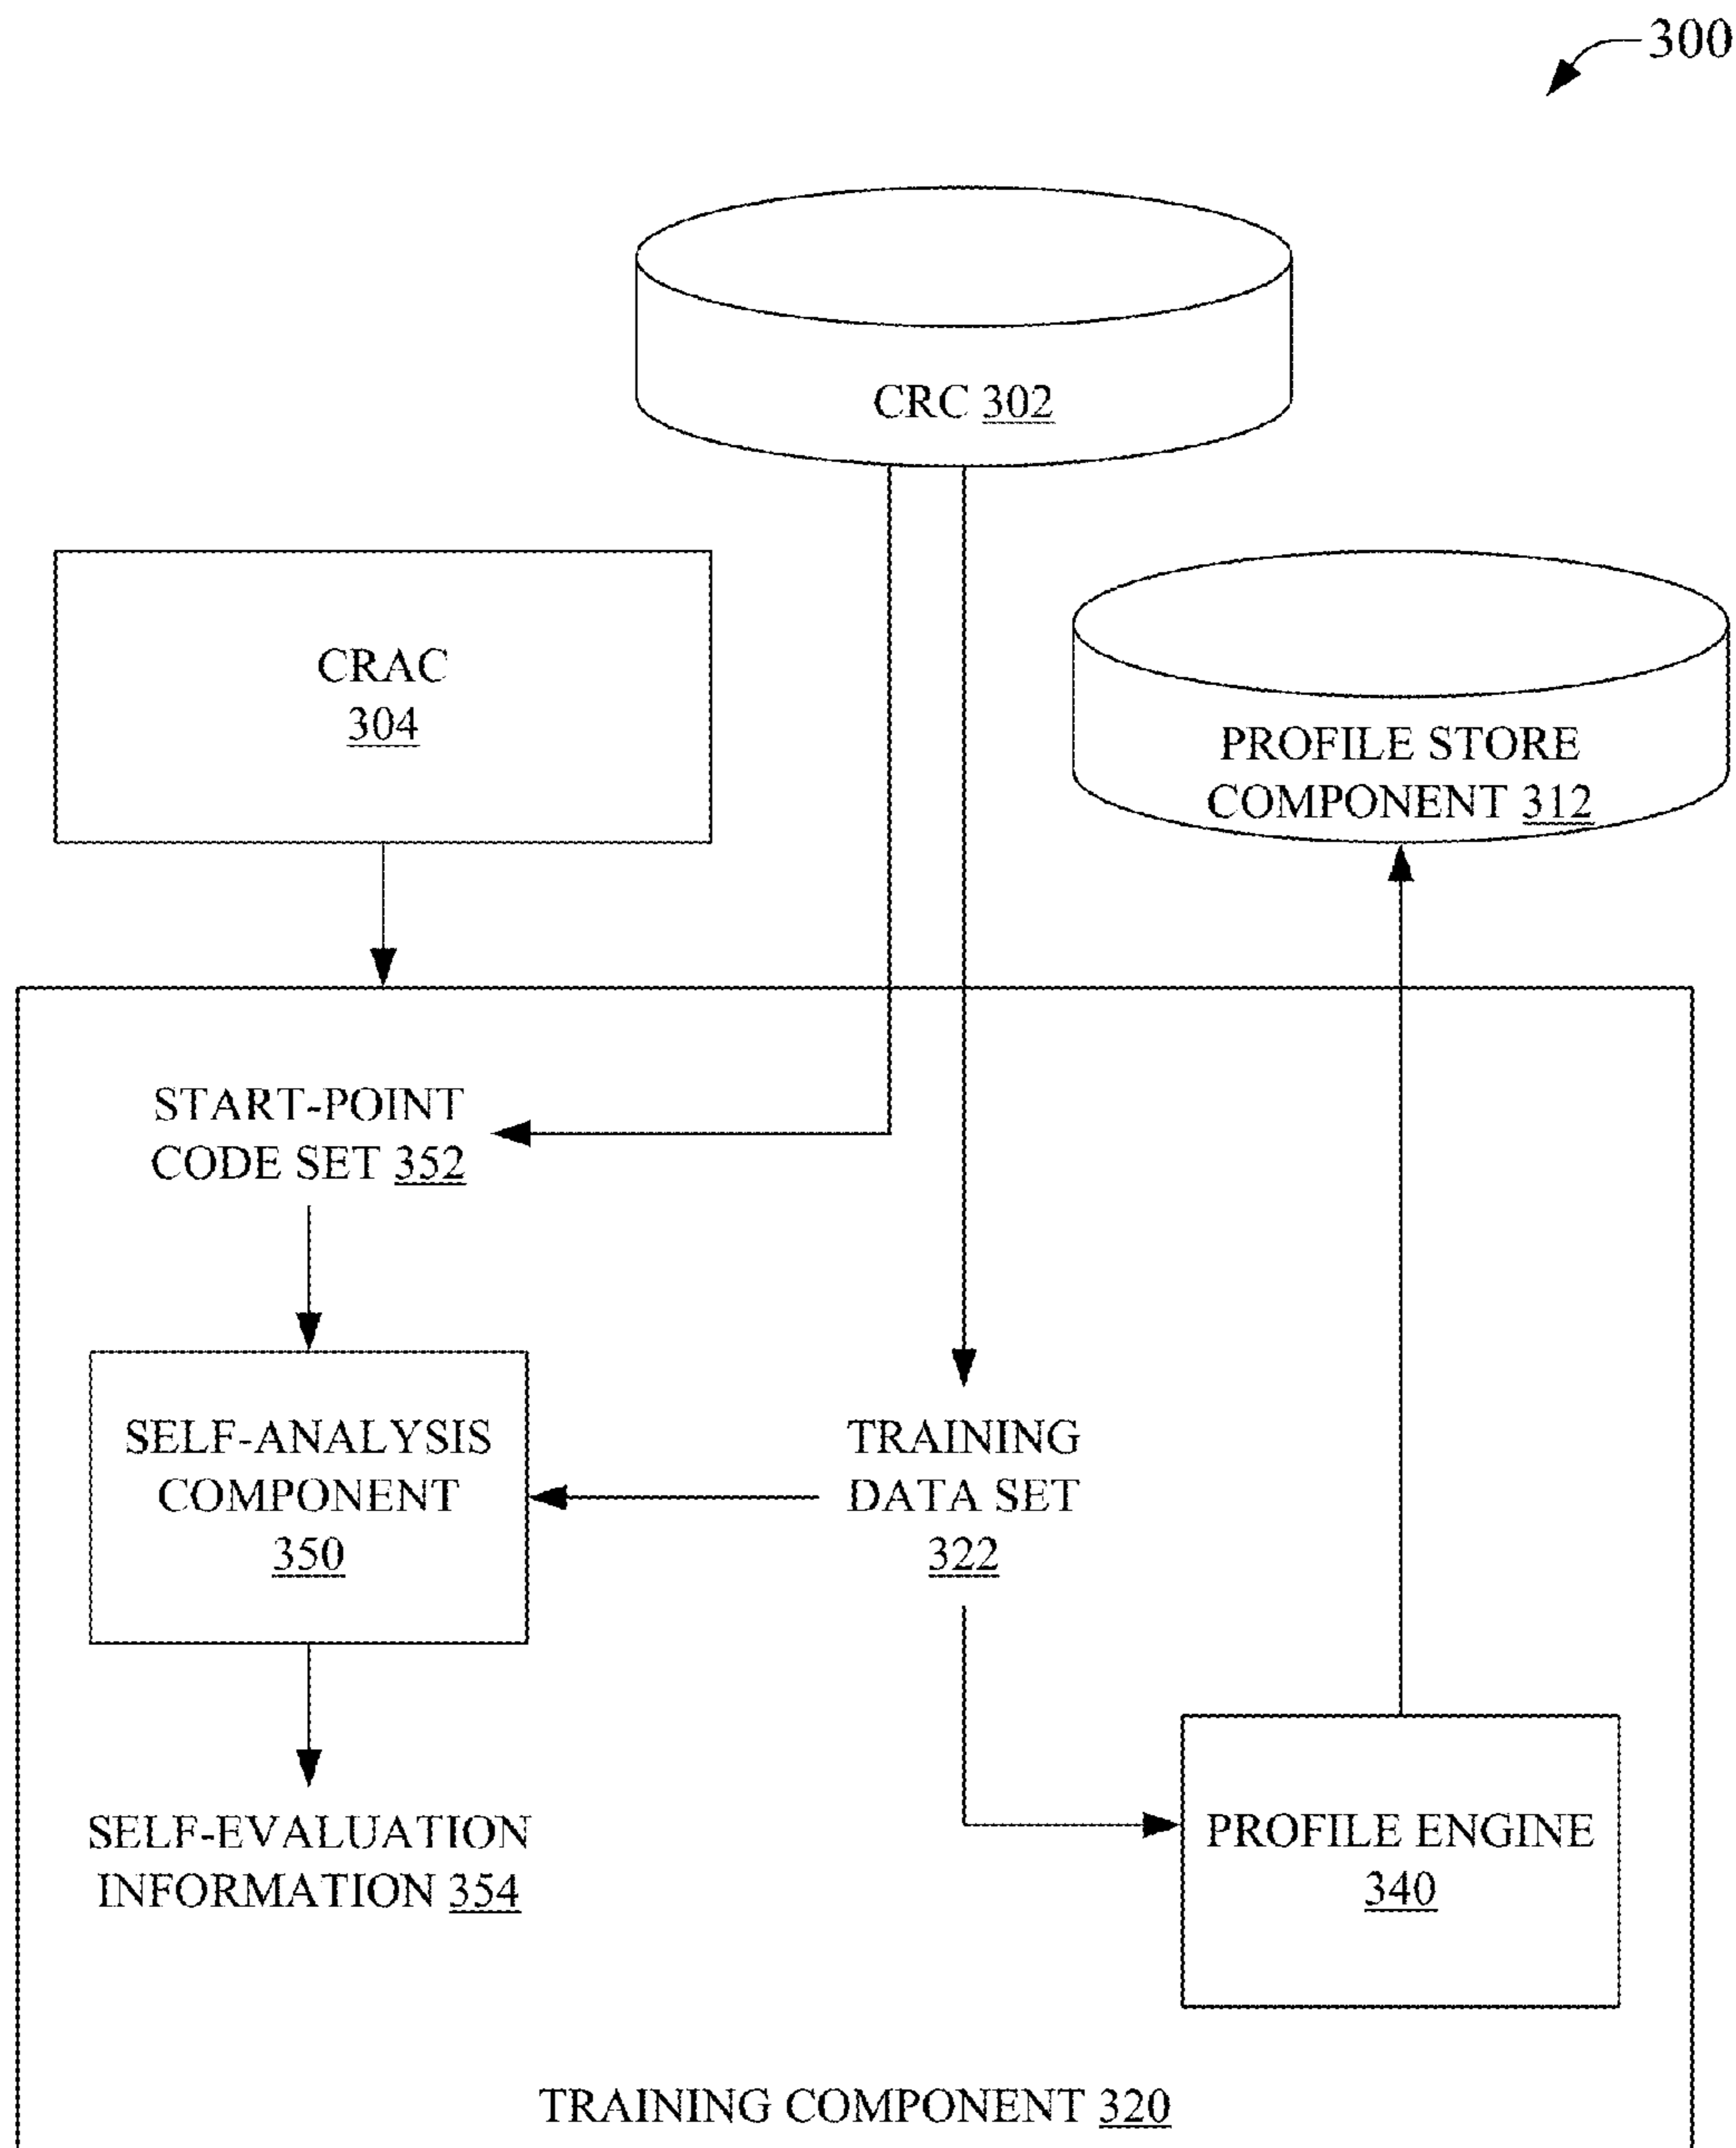 300
CRC 302
CRAC
304
PROFILE STORE
COMPONENT 312
START-POINT
CODE SET 352
SELF-ANALYSIS
COMPONENT
350
TRAINING
DATA SET
322
SELF-EVALUATION
INFORMATION 354
PROFILE ENGINE
340
TRAINING COMPONENT 320